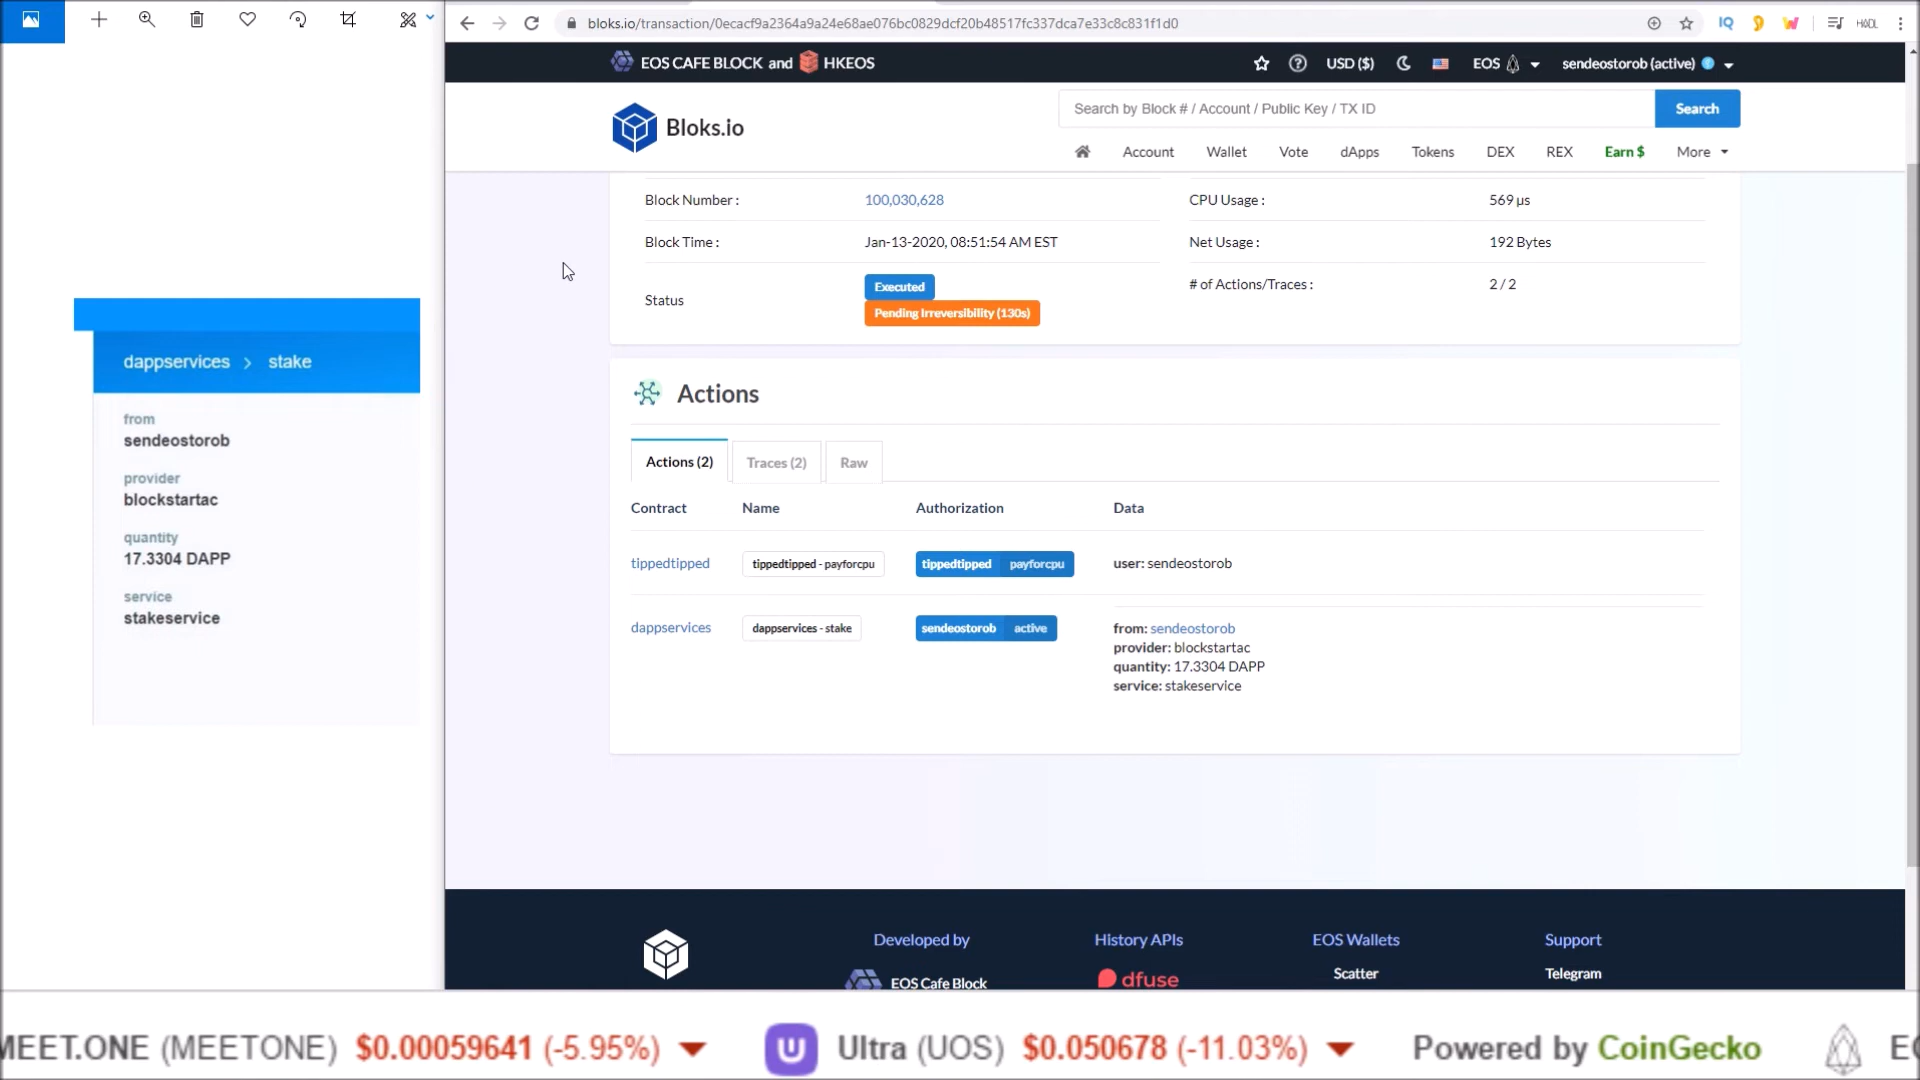 bloks.io/transaction/0ecacf9a2364a9a24e68ae076bc0829dcf20b48517fc337dca7e33c8c831f1d0
IQ
HÖDL
EOS CAFE BLOCK and HKEOS
USD ($)
EOS
sendeostorob (active)
Bloks.io
Search by Block # / Account / Public Key / TX ID
Search
Account Wallet Vote dApps Tokens DEX REX Earn $ More
Block Number : 100,030,628
CPU Usage : 569 µs
Block Time : Jan-13-2020, 08:51:54 AM EST
Net Usage : 192 Bytes
Status
Executed
Pending Irreversibility (130s)
# of Actions/Traces : 2 / 2
dappservices > stake
from
sendeostorob
provider
blockstartac
quantity
17.3304 DAPP
service
stakeservice
Actions
Actions (2) Traces (2) Raw
Contract Name Authorization Data
tippedtipped tippedtipped - payforcpu tippedtipped payforcpu user: sendeostorob
dappservices dappservices - stake sendeostorob active from: sendeostorob
provider: blockstartac
quantity: 17.3304 DAPP
service: stakeservice
Developed by History APIs EOS Wallets Support
EOS Cafe Block dfuse Scatter Telegram
MEET.ONE (MEETONE) $0.00059641 (-5.95%) Ultra (UOS) $0.050678 (-11.03%) Powered by CoinGecko